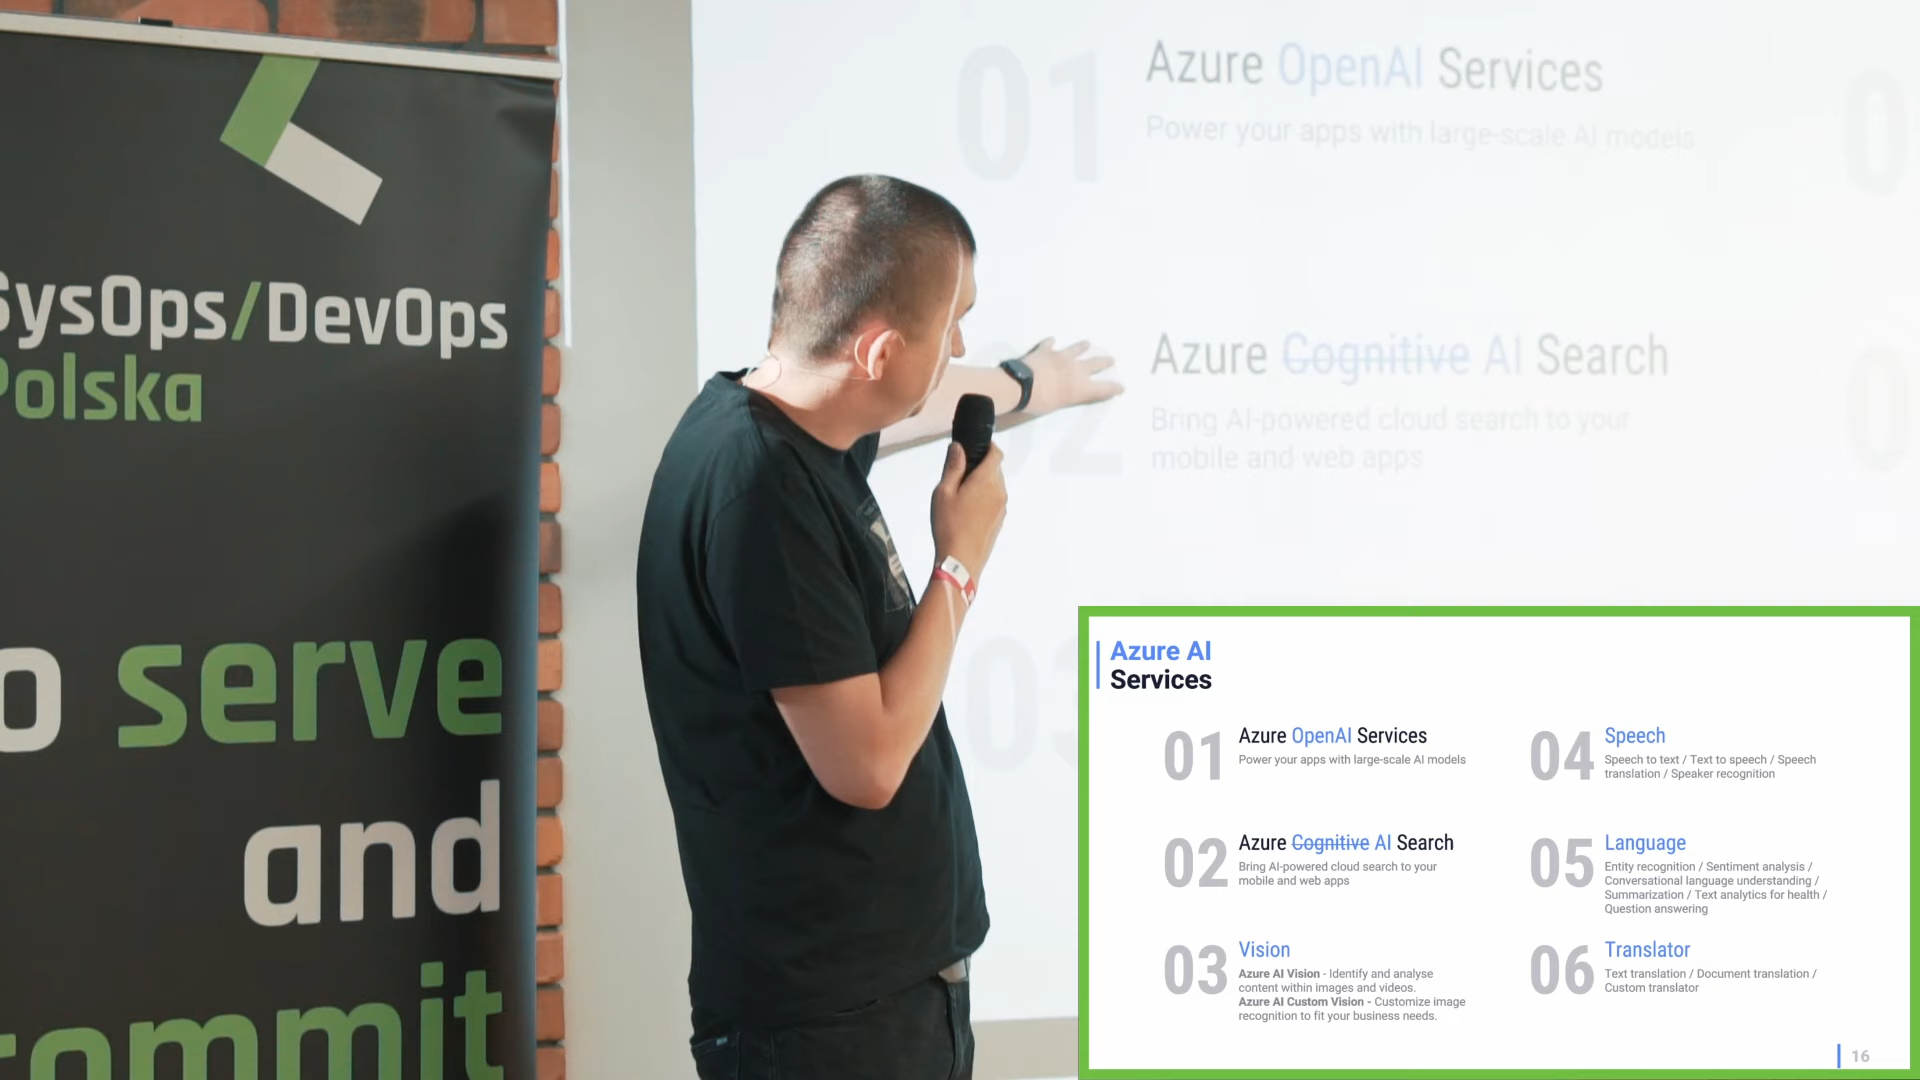 SysOps/DevOps
Polska
o serve
and
commit
01
Azure OpenAI Services
Power your apps with large-scale AI models
02
Azure Cognitive AI Search
Bring AI-powered cloud search to your
mobile and web apps
03
Azure AI
Services
01
Azure OpenAI Services
Power your apps with large-scale AI models
02
Azure Cognitive AI Search
Bring AI-powered cloud search to your
mobile and web apps
03
Vision
Azure AI Vision - Identify and analyse
content within images and videos.
Azure AI Custom Vision - Customize image
recognition to fit your business needs.
04
Speech
Speech to text / Text to speech / Speech
translation / Speaker recognition
05
Language
Entity recognition / Sentiment analysis /
Conversational language understanding /
Summarization / Text analytics for health /
Question answering
06
Translator
Text translation / Document translation /
Custom translator
16